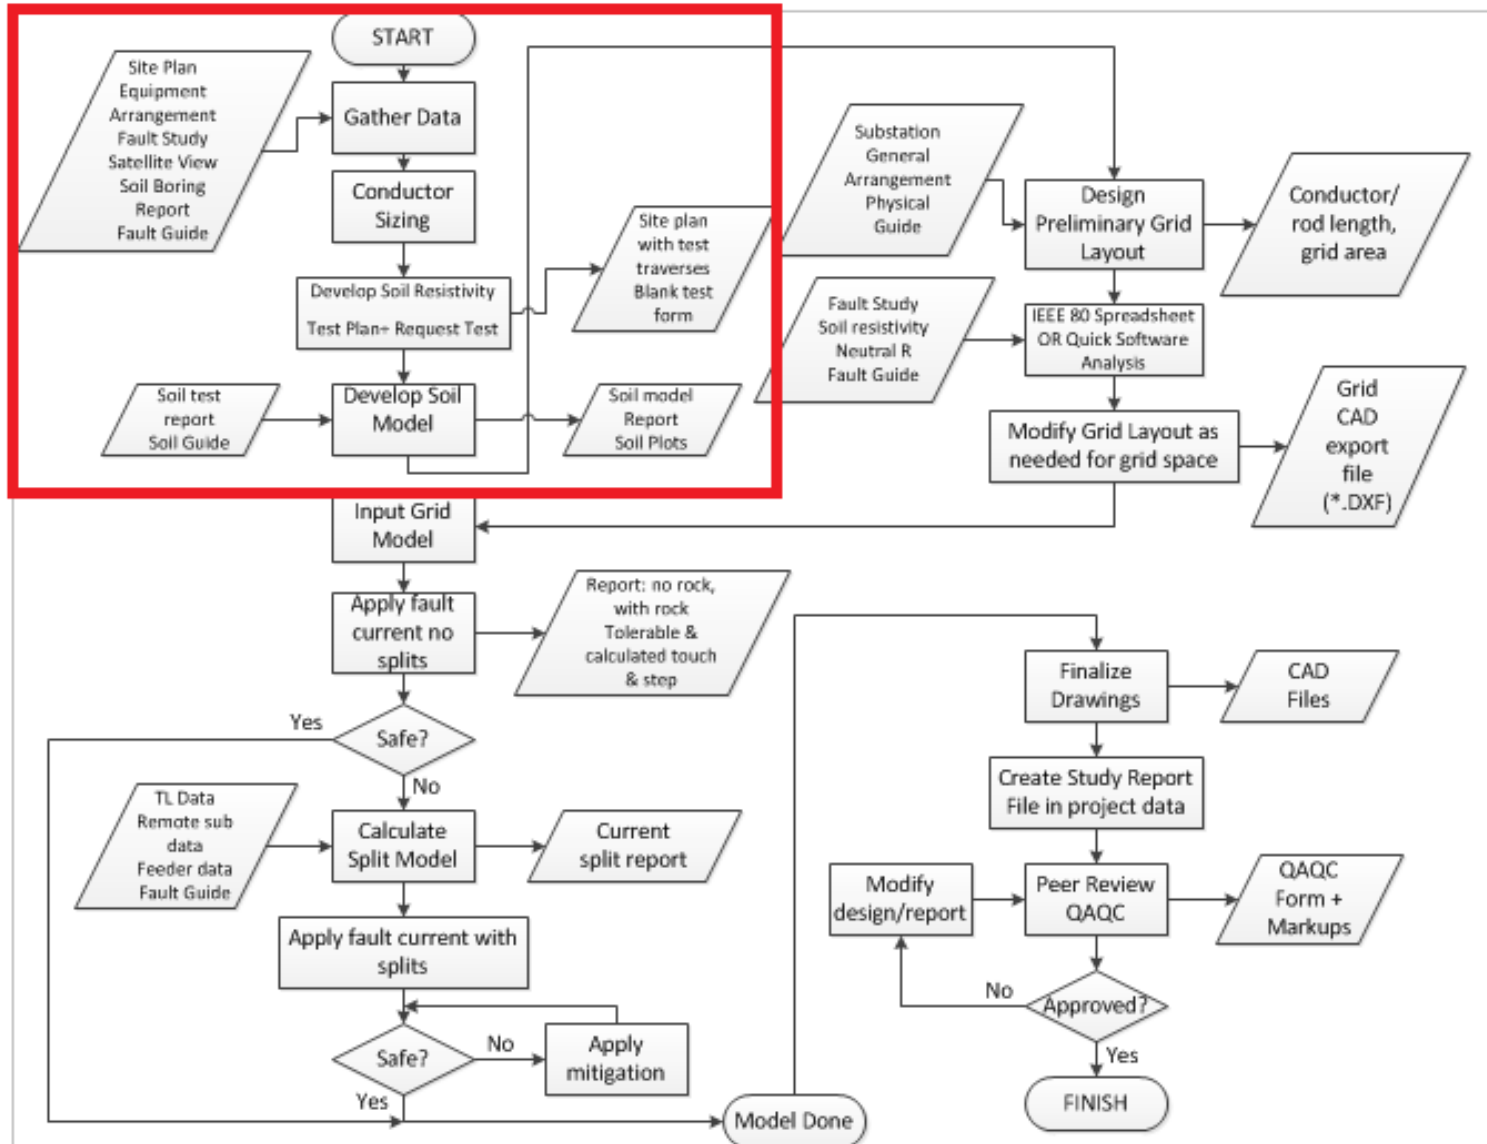 START
Site Plan
Equipment
Arrangement
Fault Study
Satellite View
Soil Boring
Report
Fault Guide
Gather Data
Conductor
Sizing
Develop Soil Resistivity
Test Plan+ Request Test
Site plan
with test
traverses
Blank test
form
Soil test
report
Soil Guide
Develop Soil
Model
Soil model
Report
Soil Plots
Substation
General
Arrangement
Physical
Guide
Design
Preliminary Grid
Layout
Conductor/
rod length,
grid area
Fault Study
Soil resistivity
Neutral R
Fault Guide
IEEE 80 Spreadsheet
OR Quick Software
Analysis
Modify Grid Layout as
needed for grid space
Grid
CAD
export
file
(*.DXF)
Input Grid
Model
Apply fault
current no
splits
Report: no rock,
with rock
Tolerable &
calculated touch
& step
Yes
Safe?
No
TL Data
Remote sub
data
Feeder data
Fault Guide
Calculate
Split Model
Current
split report
Apply fault current with
splits
Safe?
No
Apply
mitigation
Yes
Model Done
Finalize
Drawings
CAD
Files
Create Study Report
File in project data
Modify
design/report
Peer Review
QAQC
QAQC
Form +
Markups
No
Approved?
Yes
FINISH